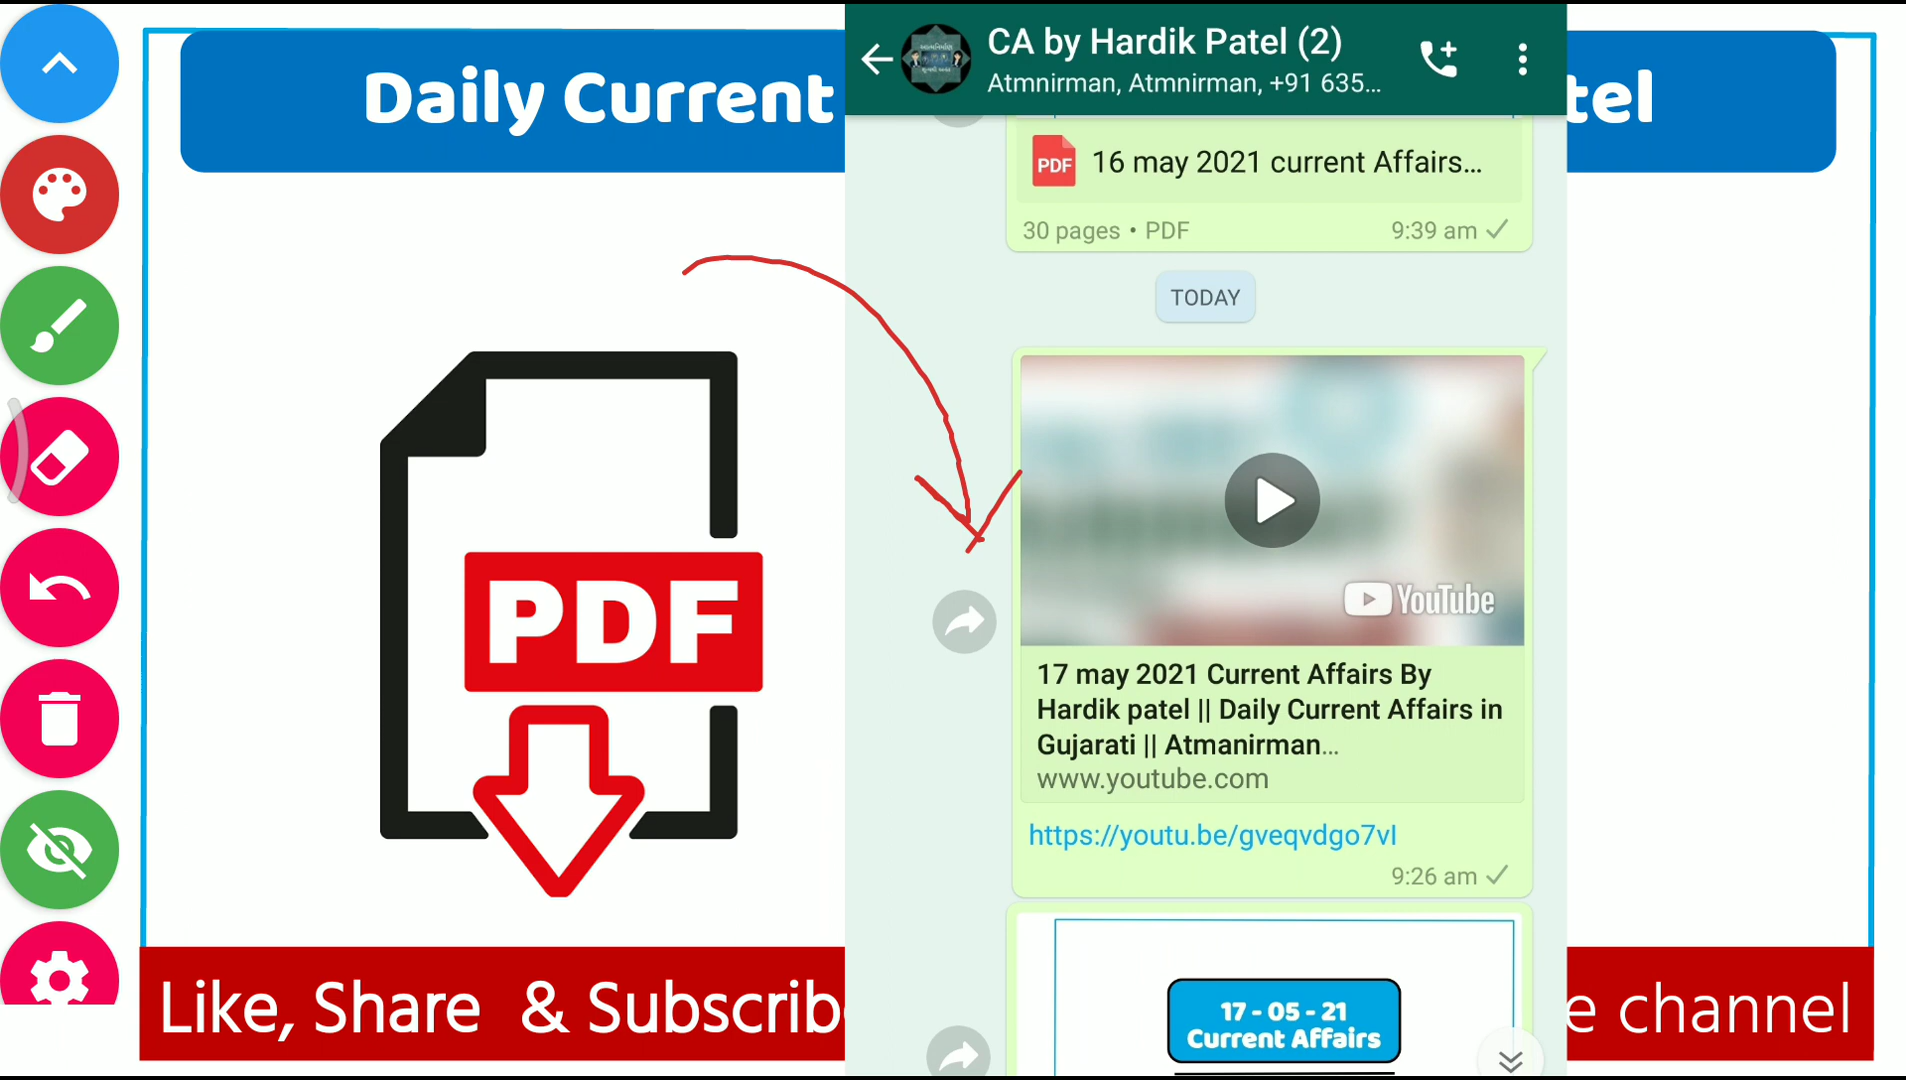 Daily Current
tel
CA by Hardik Patel (2)
Atmnirman, Atmnirman, +91 635...
PDF
16 may 2021 current Affairs...
30 pages • PDF
9:39 am
TODAY
YouTube
17 may 2021 Current Affairs By
Hardik patel || Daily Current Affairs in
Gujarati || Atmanirman...
www.youtube.com
https://youtu.be/gveqvdgo7vI
9:26 am
PDF
17 - 05 - 21
Current Affairs
Like, Share & Subscrib
e channel